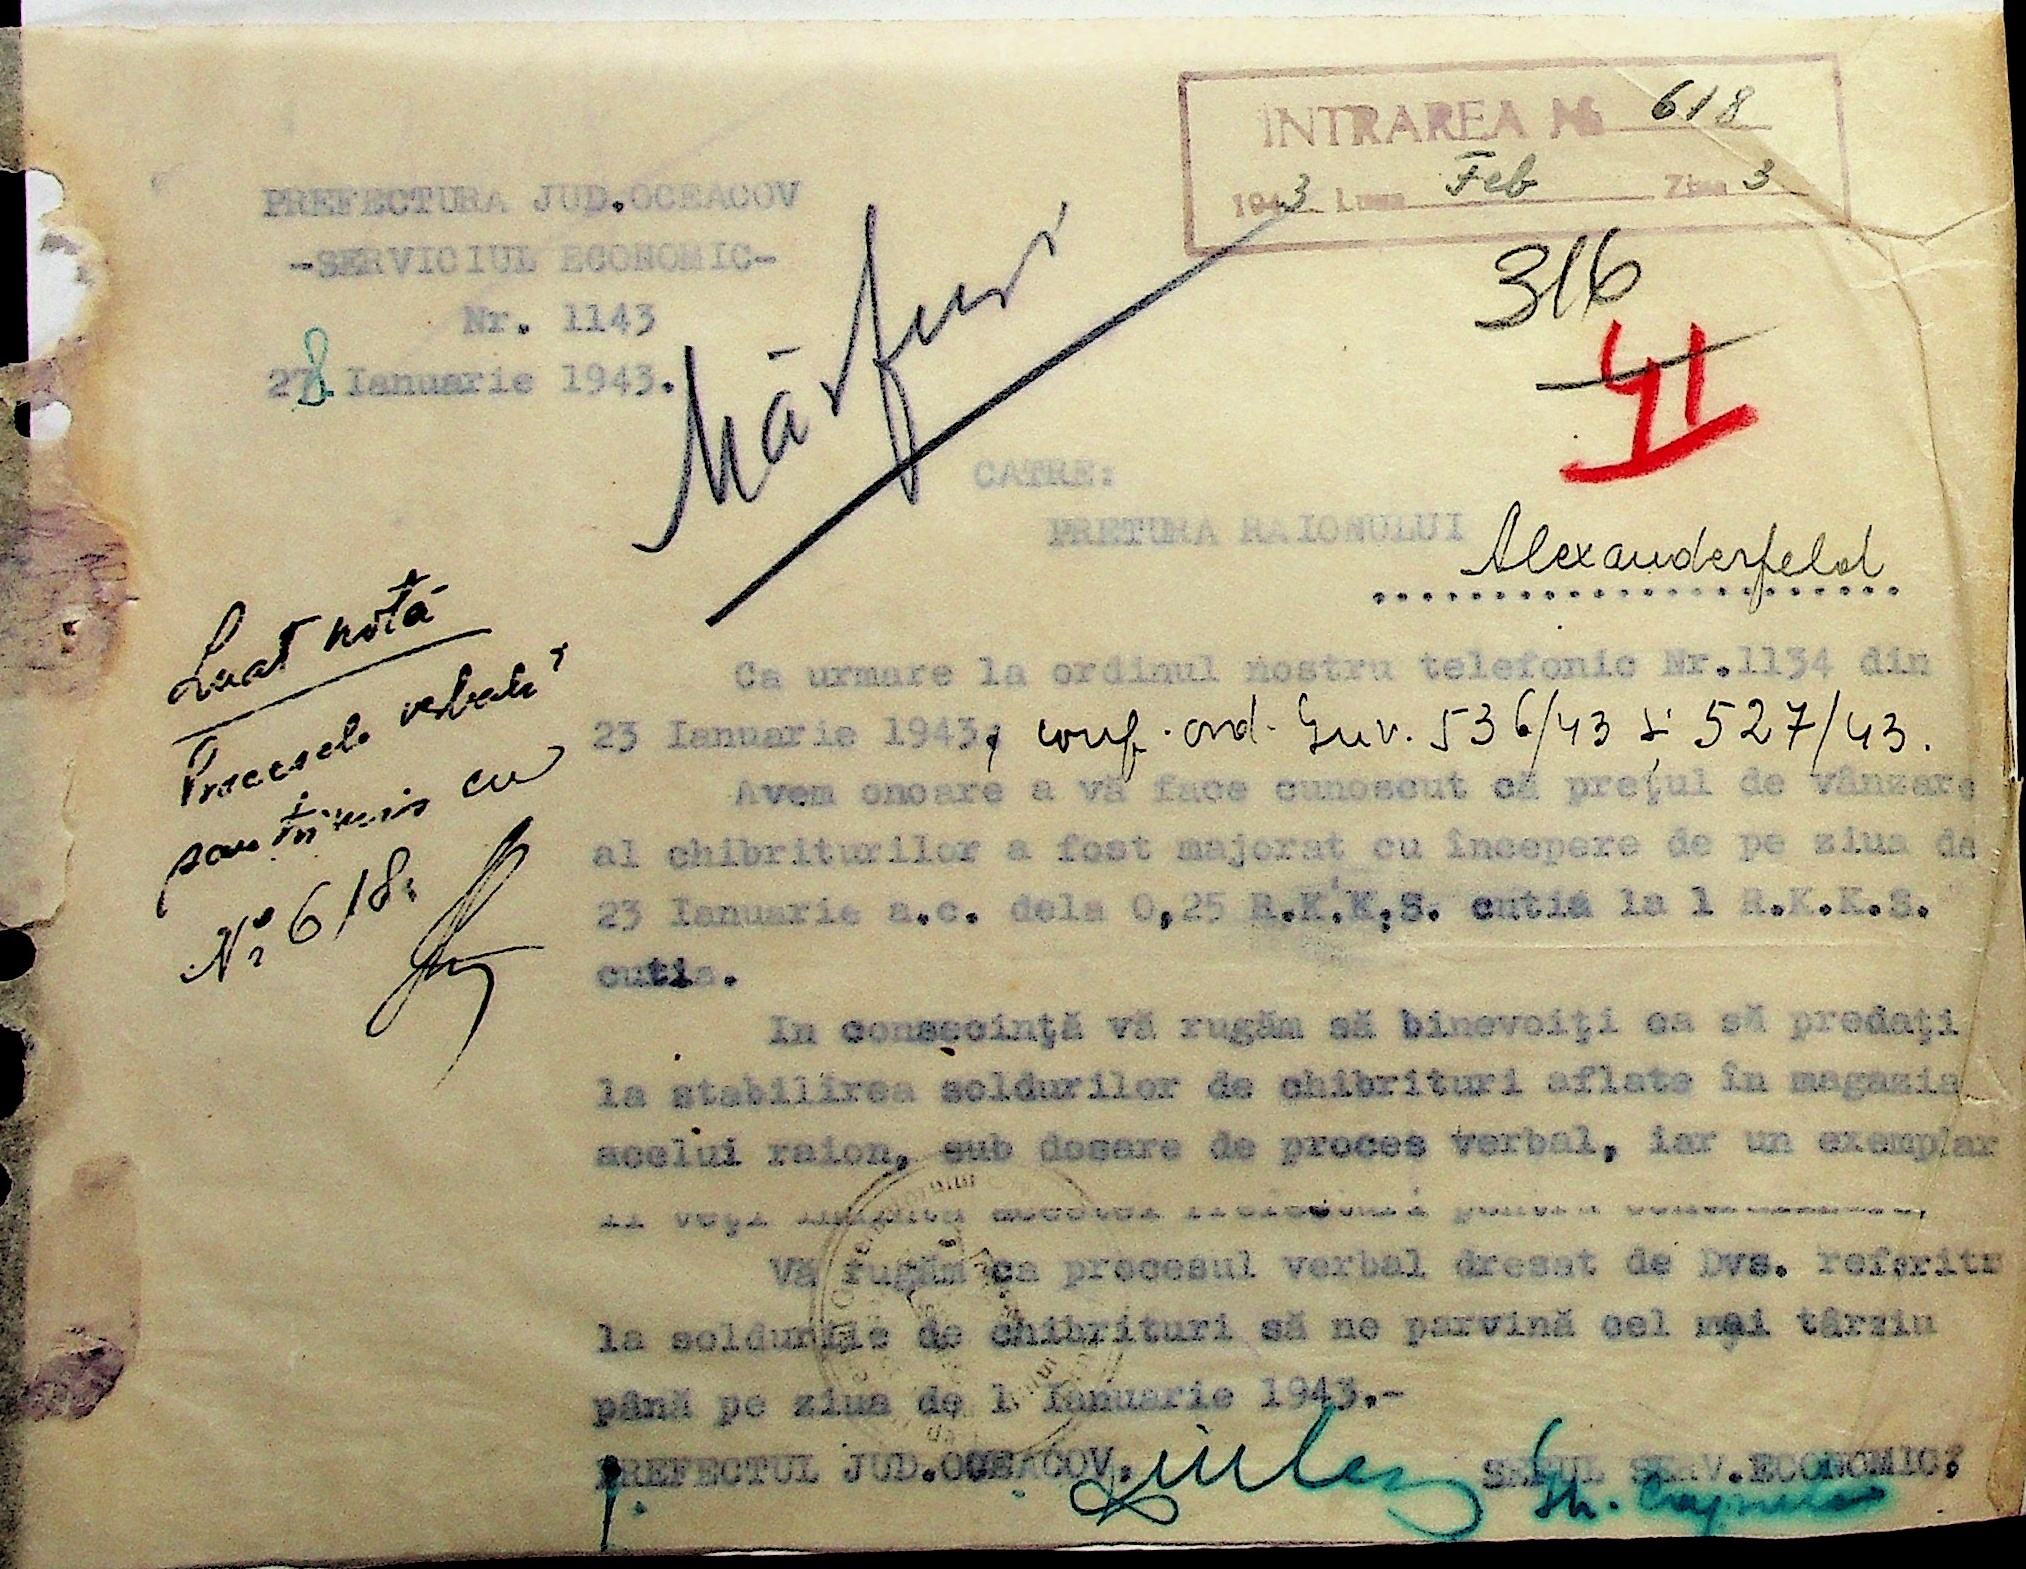 INTRAREA № 618
1943 Luna Feb Ziua 3
PREFECTURA JUD.OCEACOV
-SERVICIUL ECONOMIC-
Nr. 1143
28 Ianuarie 1943.
Mărfuri
316
41
CATRE:
PRETURA RAIONULUI Alexanderfeld
Luat notă
Procesele verbale
s'au trimis cu
Nr 618.
Ca urmare la ordinul nostru telefonic Nr.1134 din
23 Ianuarie 1943, conf. ord. Guv. 536/43 și 527/43.
Avem onoare a vă face cunoscut că prețul de vânzare
al chibriturilor a fost majorat cu începere de pe ziua de
23 Ianuarie a.c. dela 0,25 R.K.K.S. cutia la 1 R.K.K.S.
cutia.
In consecință vă rugăm să binevoiți ca să predați
la stabilirea soldurilor de chibrituri aflate în magazia
acelui raion, sub dosare de proces verbal, iar un exemplar
Vă rugăm ca procesul verbal dresat de Dvs. referitr
la soldurile de chibrituri să ne parvină cel mai târziu
până pe ziua de 1 Ianuarie 1943.-
PREFECTUL JUD.OCEACOV, SEFUL SERV.ECONOMIC;